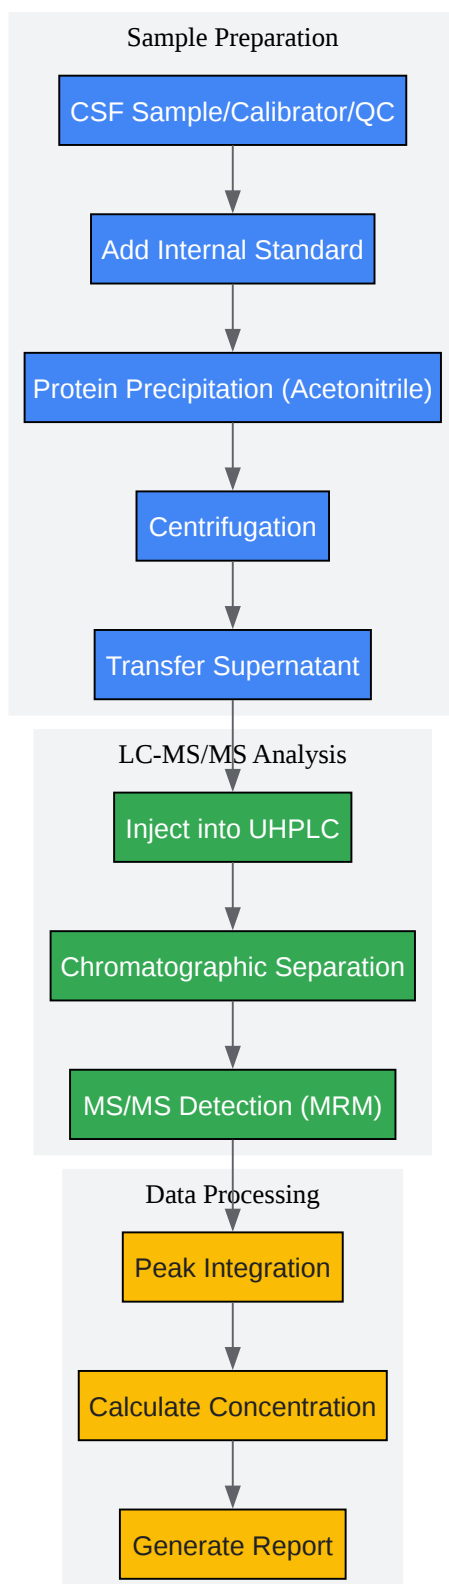 Sample Preparation
CSF Sample/Calibrator/QC
Add Internal Standard
Protein Precipitation (Acetonitrile)
Centrifugation
Transfer Supernatant
LC-MS/MS Analysis
Inject into UHPLC
Chromatographic Separation
MS/MS Detection (MRM)
Data Processing
Peak Integration
Calculate Concentration
Generate Report